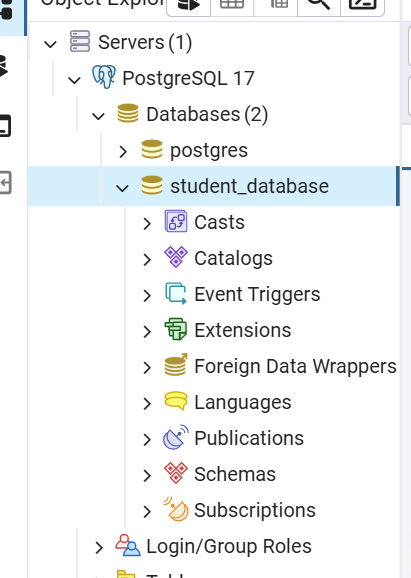 Object Explor
Servers (1)
PostgreSQL 17
Databases (2)
postgres
student_database
Casts
Catalogs
Event Triggers
Extensions
Foreign Data Wrappers
Languages
Publications
Schemas
Subscriptions
Login/Group Roles